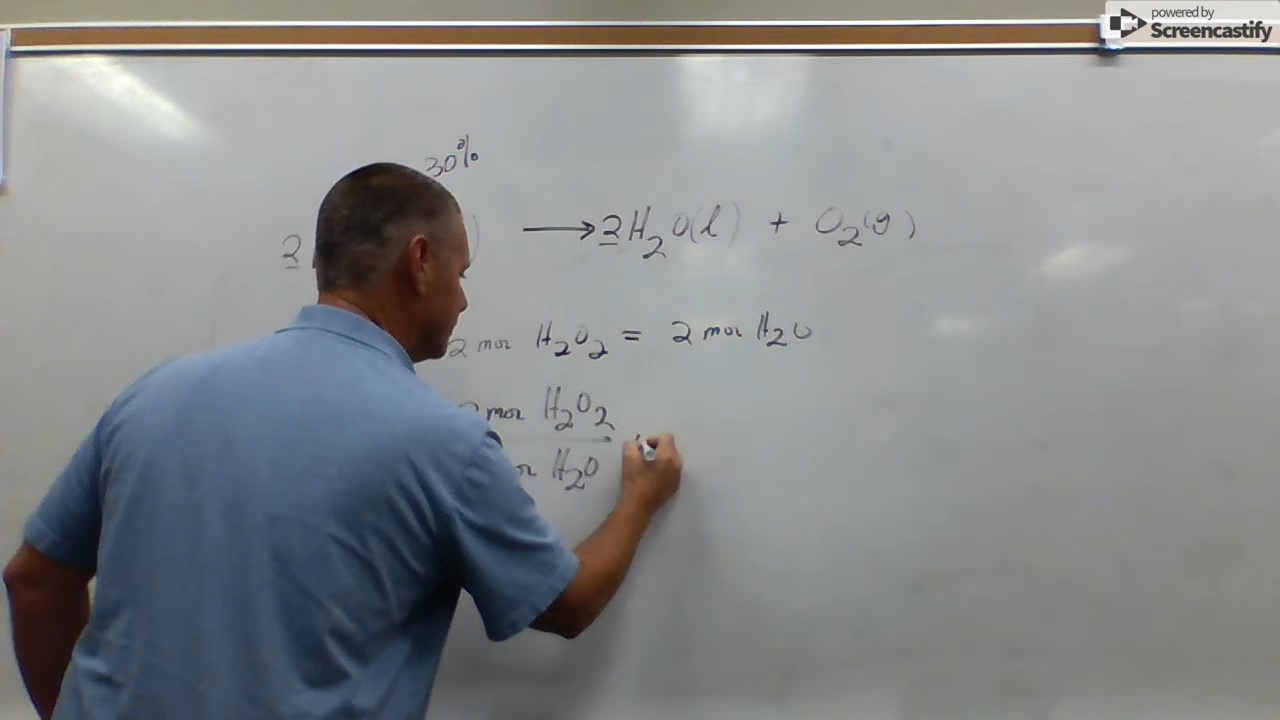 powered by
Screencastify
30%
2 ) → 2H2O(l) + O2(g)
2 mol H2O2 = 2 mol H2O
2 mol H2O2
H2O